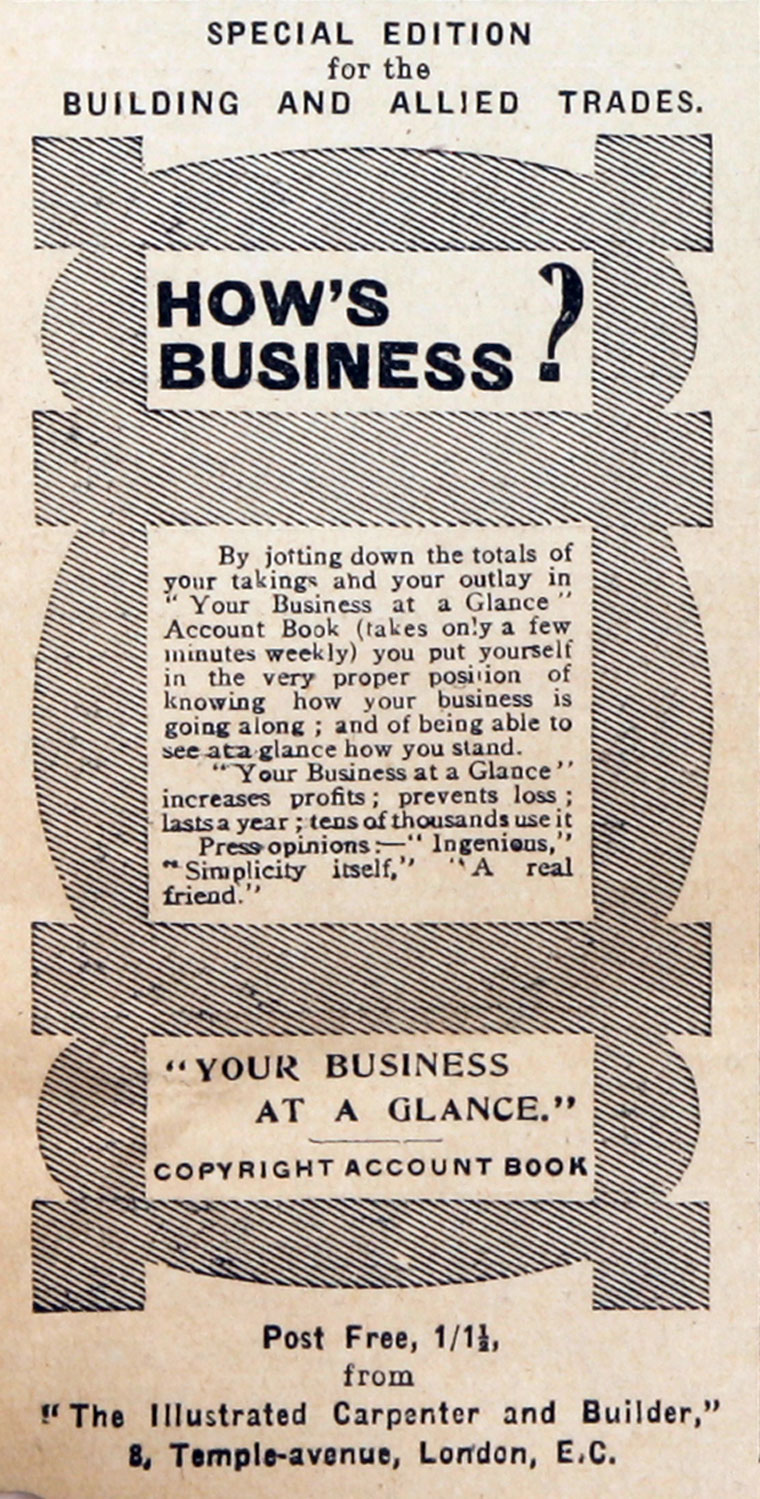 SPECIAL EDITION
for the
BUILDING AND ALLIED TRADES.
HOW'S
BUSINESS ?
By jotting down the totals of
your takings and your outlay in
"Your Business at a Glance"
Account Book (takes only a few
minutes weekly) you put yourself
in the very proper position of
knowing how your business is
going along ; and of being able to
see at a glance how you stand.
"Your Business at a Glance"
increases profits ; prevents loss ;
lasts a year ; tens of thousands use it
Press opinions :—"Ingenious,"
"Simplicity itself," "A real
friend."
"YOUR BUSINESS
AT A GLANCE."
COPYRIGHT ACCOUNT BOOK
Post Free, 1/1½,
from
"The Illustrated Carpenter and Builder,"
8, Temple-avenue, London, E.C.